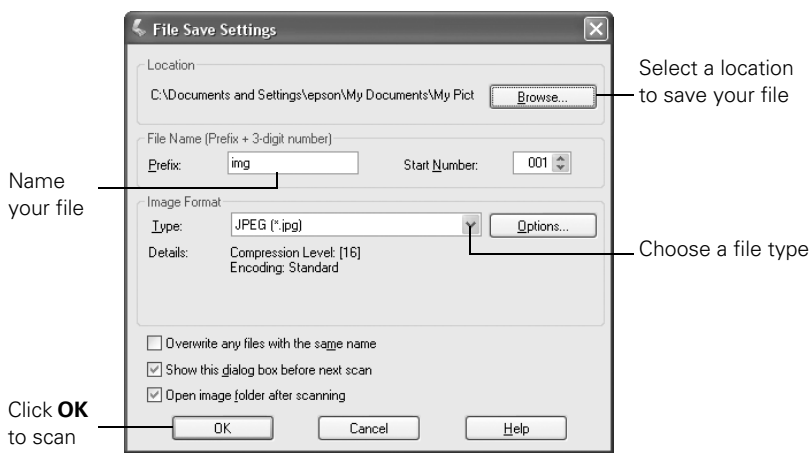 File Save Settings
Location
C:\Documents and Settings\epson\My Documents\My Pict
Browse...
Select a location
to save your file
File Name (Prefix + 3-digit number)
Prefix:
img
Start Number:
001
Name
your file
Image Format
Type:
JPEG (*.jpg)
Options...
Choose a file type
Details:
Compression Level: [16]
Encoding: Standard
Overwrite any files with the same name
Show this dialog box before next scan
Open image folder after scanning
Click OK
to scan
OK
Cancel
Help